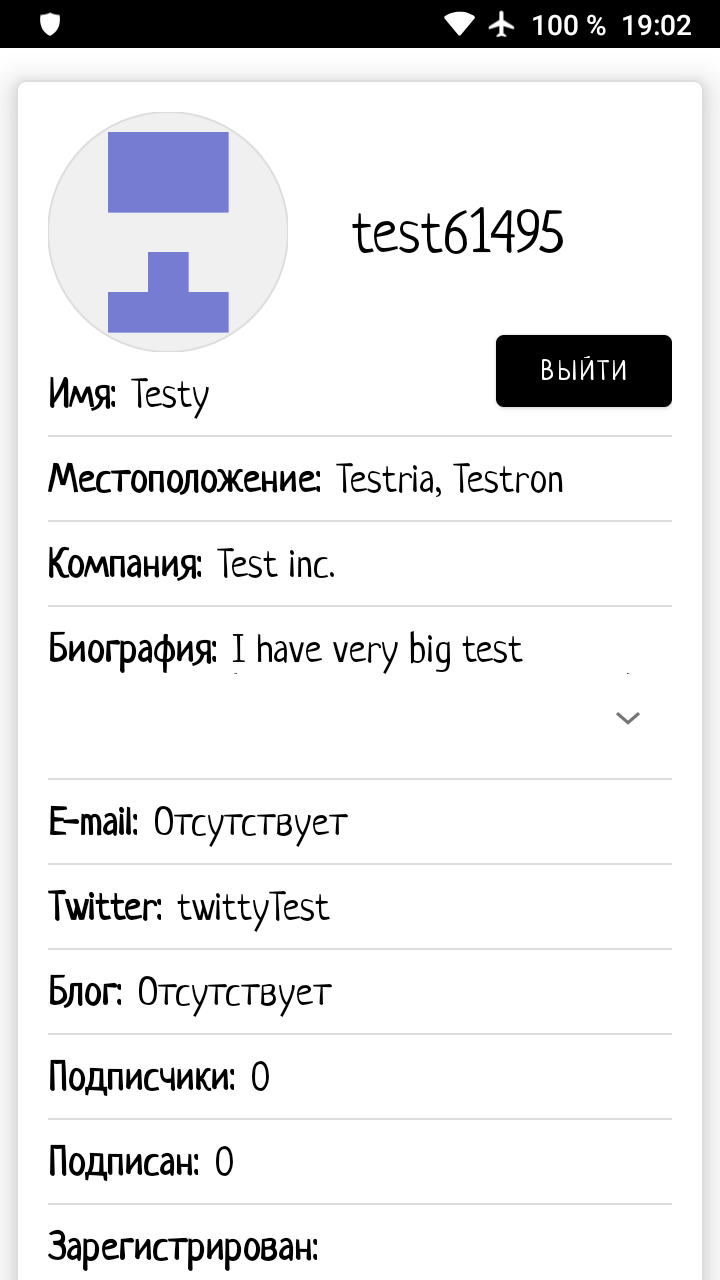 100 % 19:02
test61495
ВЫЙТИ
Имя: Testy
Местоположение: Testria, Testron
Компания: Test inc.
Биография: I have very big test
E-mail: Отсутствует
Twitter: twittyTest
Блог: Отсутствует
Подписчики: 0
Подписан: 0
Зарегистрирован: